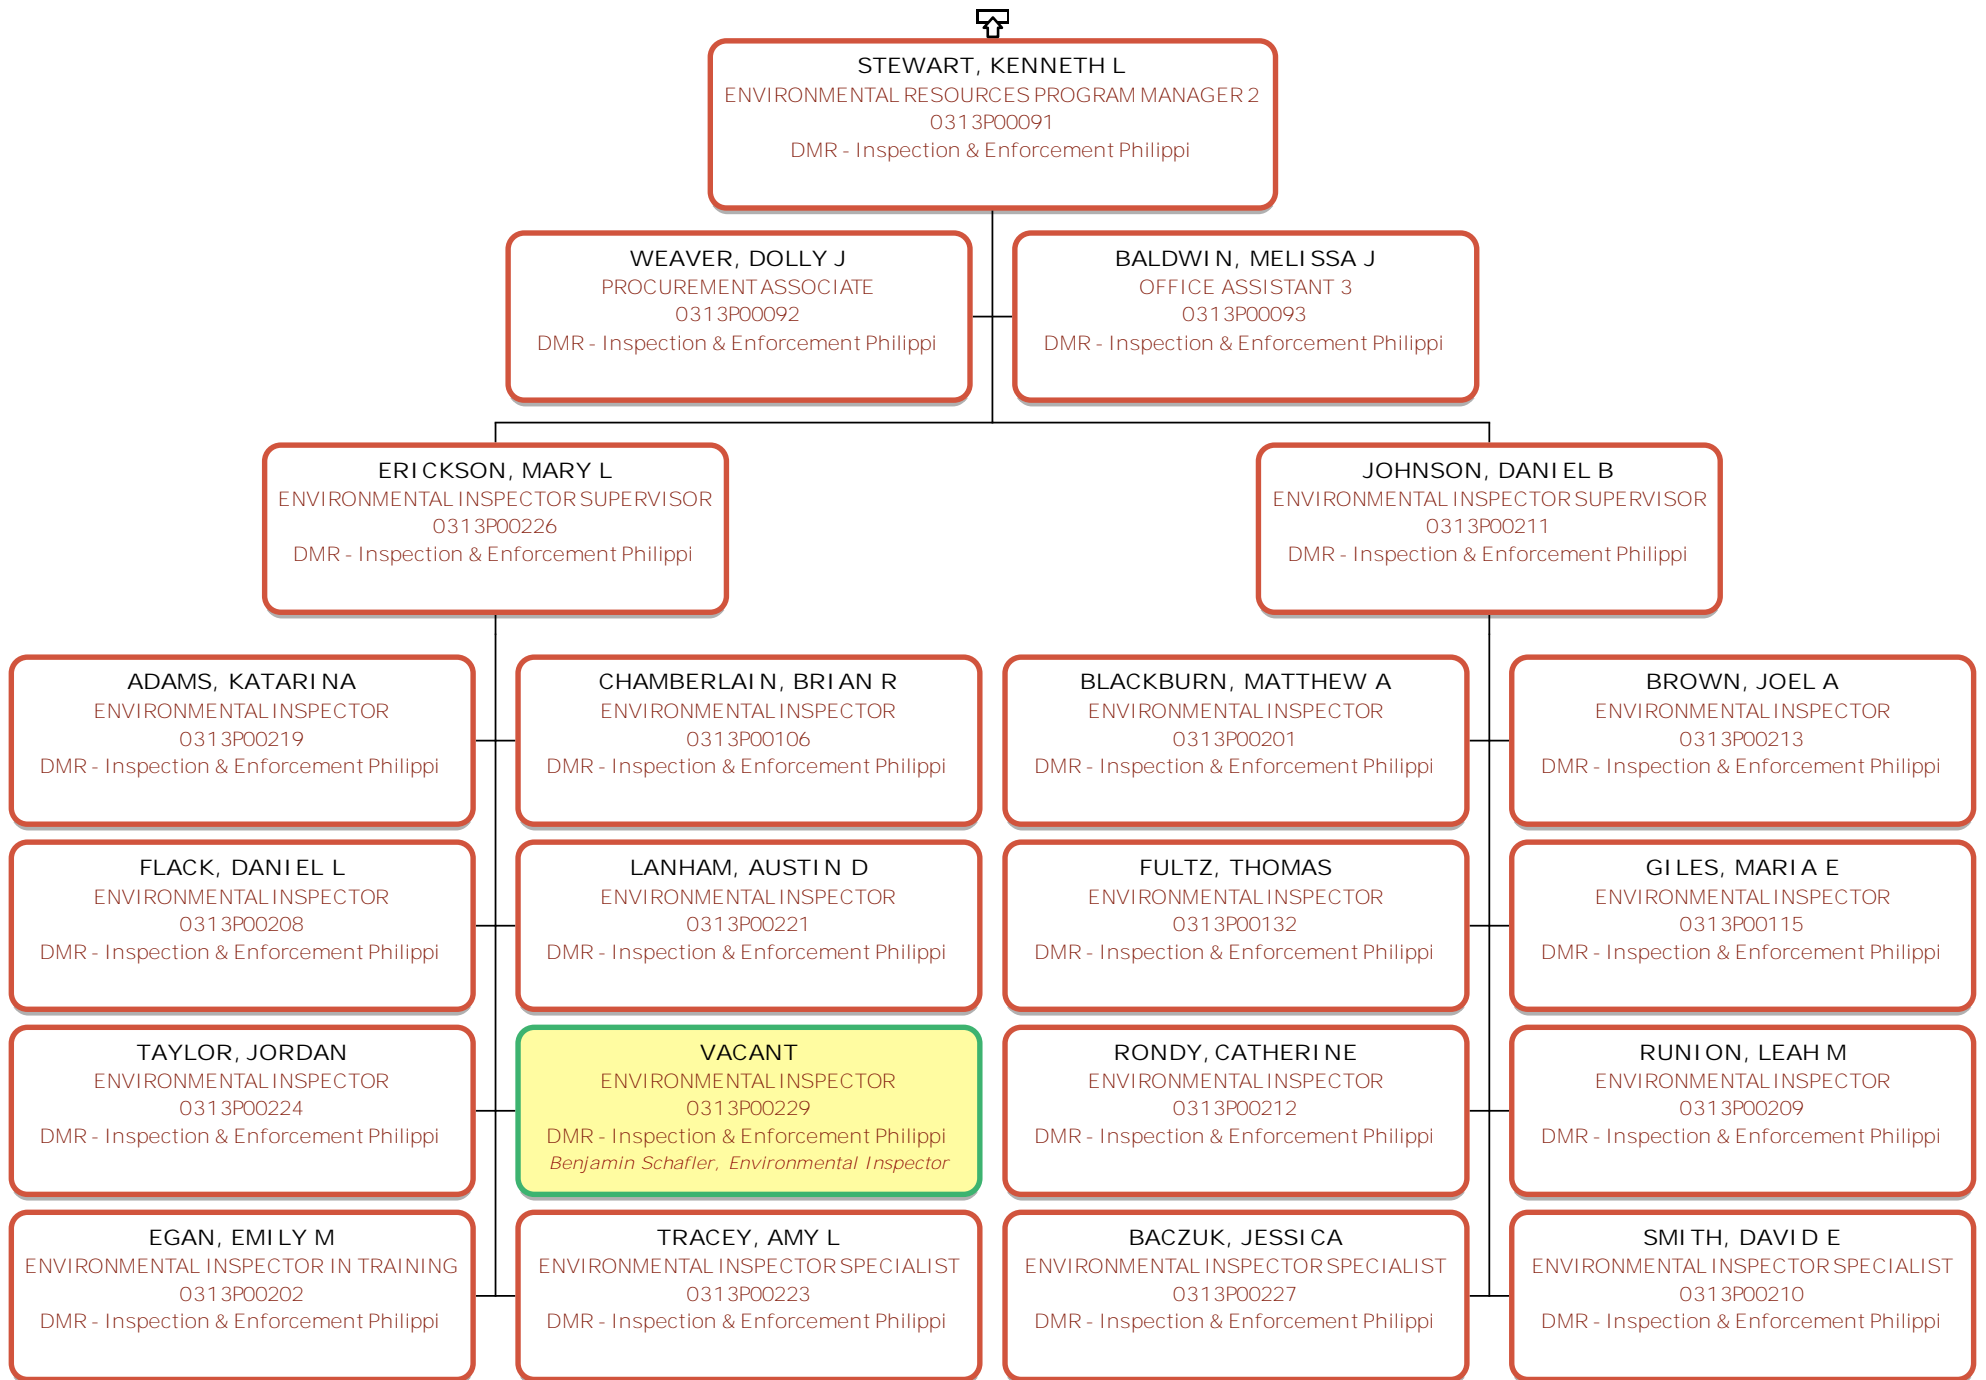 STEWART, KENNETH L
ENVIRONMENTAL RESOURCES PROGRAM MANAGER 2
0313P00091
DMR - Inspection & Enforcement Philippi
WEAVER, DOLLY J
PROCUREMENT ASSOCIATE
0313P00092
DMR - Inspection & Enforcement Philippi
BALDWIN, MELISSA J
OFFICE ASSISTANT 3
0313P00093
DMR - Inspection & Enforcement Philippi
ERICKSON, MARY L
ENVIRONMENTAL INSPECTOR SUPERVISOR
0313P00226
DMR - Inspection & Enforcement Philippi
JOHNSON, DANIEL B
ENVIRONMENTAL INSPECTOR SUPERVISOR
0313P00211
DMR - Inspection & Enforcement Philippi
ADAMS, KATARINA
ENVIRONMENTAL INSPECTOR
0313P00219
DMR - Inspection & Enforcement Philippi
CHAMBERLAIN, BRIAN R
ENVIRONMENTAL INSPECTOR
0313P00106
DMR - Inspection & Enforcement Philippi
BLACKBURN, MATTHEW A
ENVIRONMENTAL INSPECTOR
0313P00201
DMR - Inspection & Enforcement Philippi
BROWN, JOEL A
ENVIRONMENTAL INSPECTOR
0313P00213
DMR - Inspection & Enforcement Philippi
FLACK, DANIEL L
ENVIRONMENTAL INSPECTOR
0313P00208
DMR - Inspection & Enforcement Philippi
LANHAM, AUSTIN D
ENVIRONMENTAL INSPECTOR
0313P00221
DMR - Inspection & Enforcement Philippi
FULTZ, THOMAS
ENVIRONMENTAL INSPECTOR
0313P00132
DMR - Inspection & Enforcement Philippi
GILES, MARIA E
ENVIRONMENTAL INSPECTOR
0313P00115
DMR - Inspection & Enforcement Philippi
TAYLOR, JORDAN
ENVIRONMENTAL INSPECTOR
0313P00224
DMR - Inspection & Enforcement Philippi
VACANT
ENVIRONMENTAL INSPECTOR
0313P00229
DMR - Inspection & Enforcement Philippi
Benjamin Schafler, Environmental Inspector
RONDY, CATHERINE
ENVIRONMENTAL INSPECTOR
0313P00212
DMR - Inspection & Enforcement Philippi
RUNION, LEAH M
ENVIRONMENTAL INSPECTOR
0313P00209
DMR - Inspection & Enforcement Philippi
EGAN, EMILY M
ENVIRONMENTAL INSPECTOR IN TRAINING
0313P00202
DMR - Inspection & Enforcement Philippi
TRACEY, AMY L
ENVIRONMENTAL INSPECTOR SPECIALIST
0313P00223
DMR - Inspection & Enforcement Philippi
BACZUK, JESSICA
ENVIRONMENTAL INSPECTOR SPECIALIST
0313P00227
DMR - Inspection & Enforcement Philippi
SMITH, DAVID E
ENVIRONMENTAL INSPECTOR SPECIALIST
0313P00210
DMR - Inspection & Enforcement Philippi